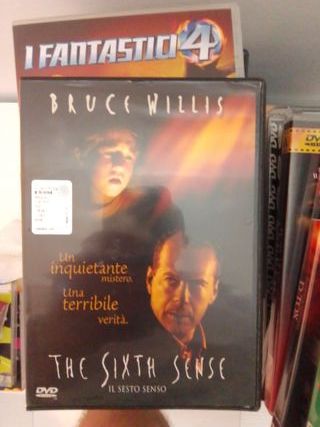 I FANTASTICI 4
BRUCE WILLIS
Un
inquietante
mistero.
Una
terribile
verità.
THE SIXTH SENSE
IL SESTO SENSO
DVD